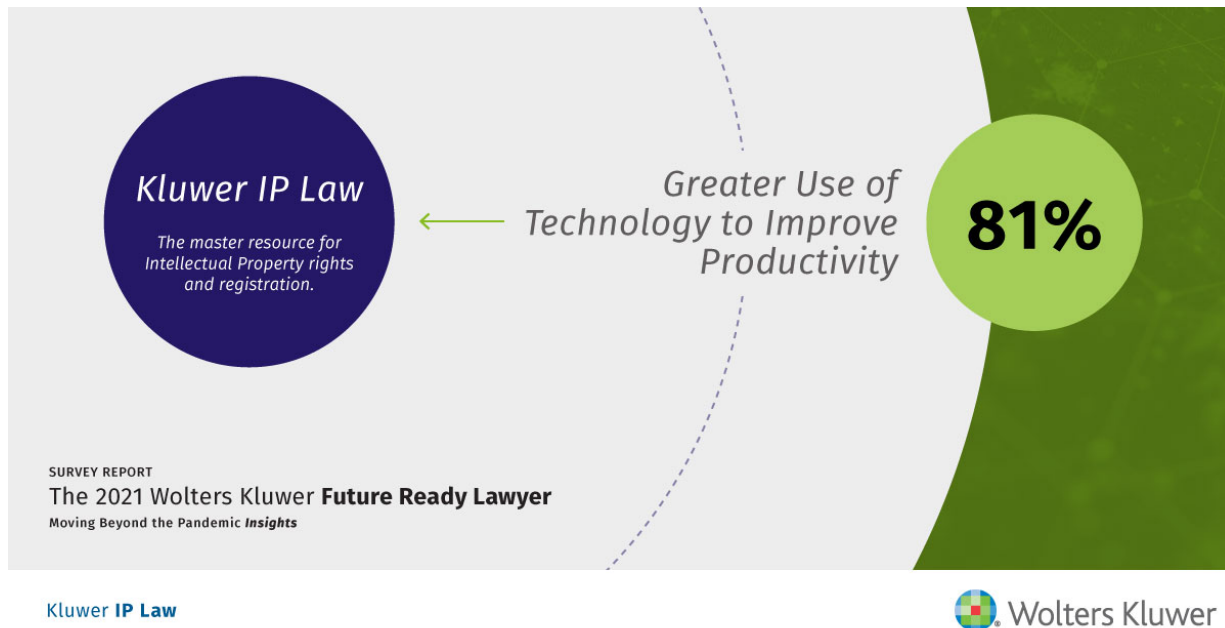 Kluwer IP Law
The master resource for
Intellectual Property rights
and registration.
Greater Use of
Technology to Improve
Productivity
81%
SURVEY REPORT
The 2021 Wolters Kluwer Future Ready Lawyer
Moving Beyond the Pandemic Insights
Kluwer IP Law
Wolters Kluwer